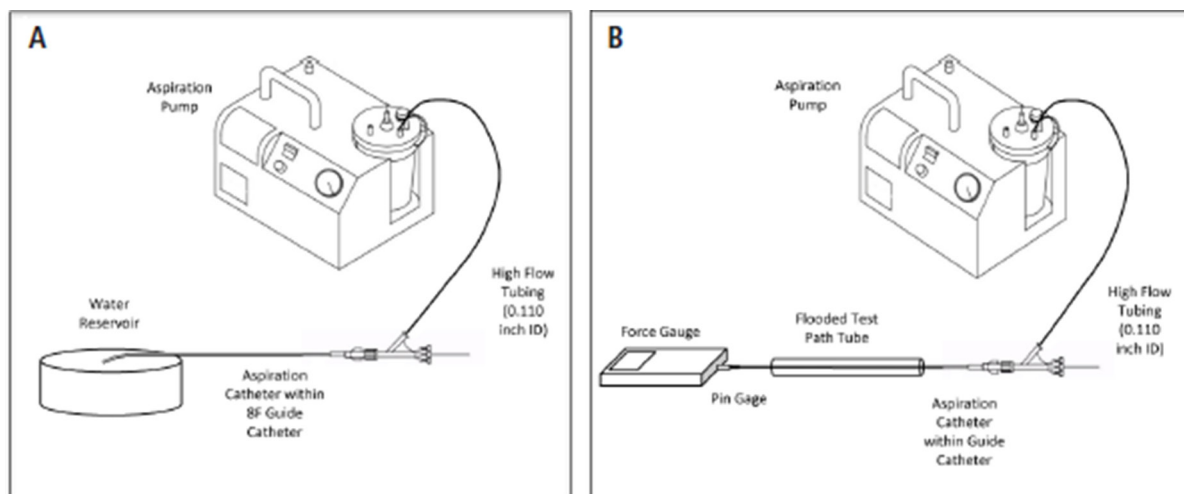 A
Aspiration
Pump
High Flow
Tubing
(0.110
inch ID)
Water
Reservoir
Aspiration
Catheter within
8F Guide
Catheter
B
Aspiration
Pump
High Flow
Tubing
(0.110
inch ID)
Force Gauge
Flooded Test
Path Tube
Pin Gage
Aspiration
Catheter
within Guide
Catheter